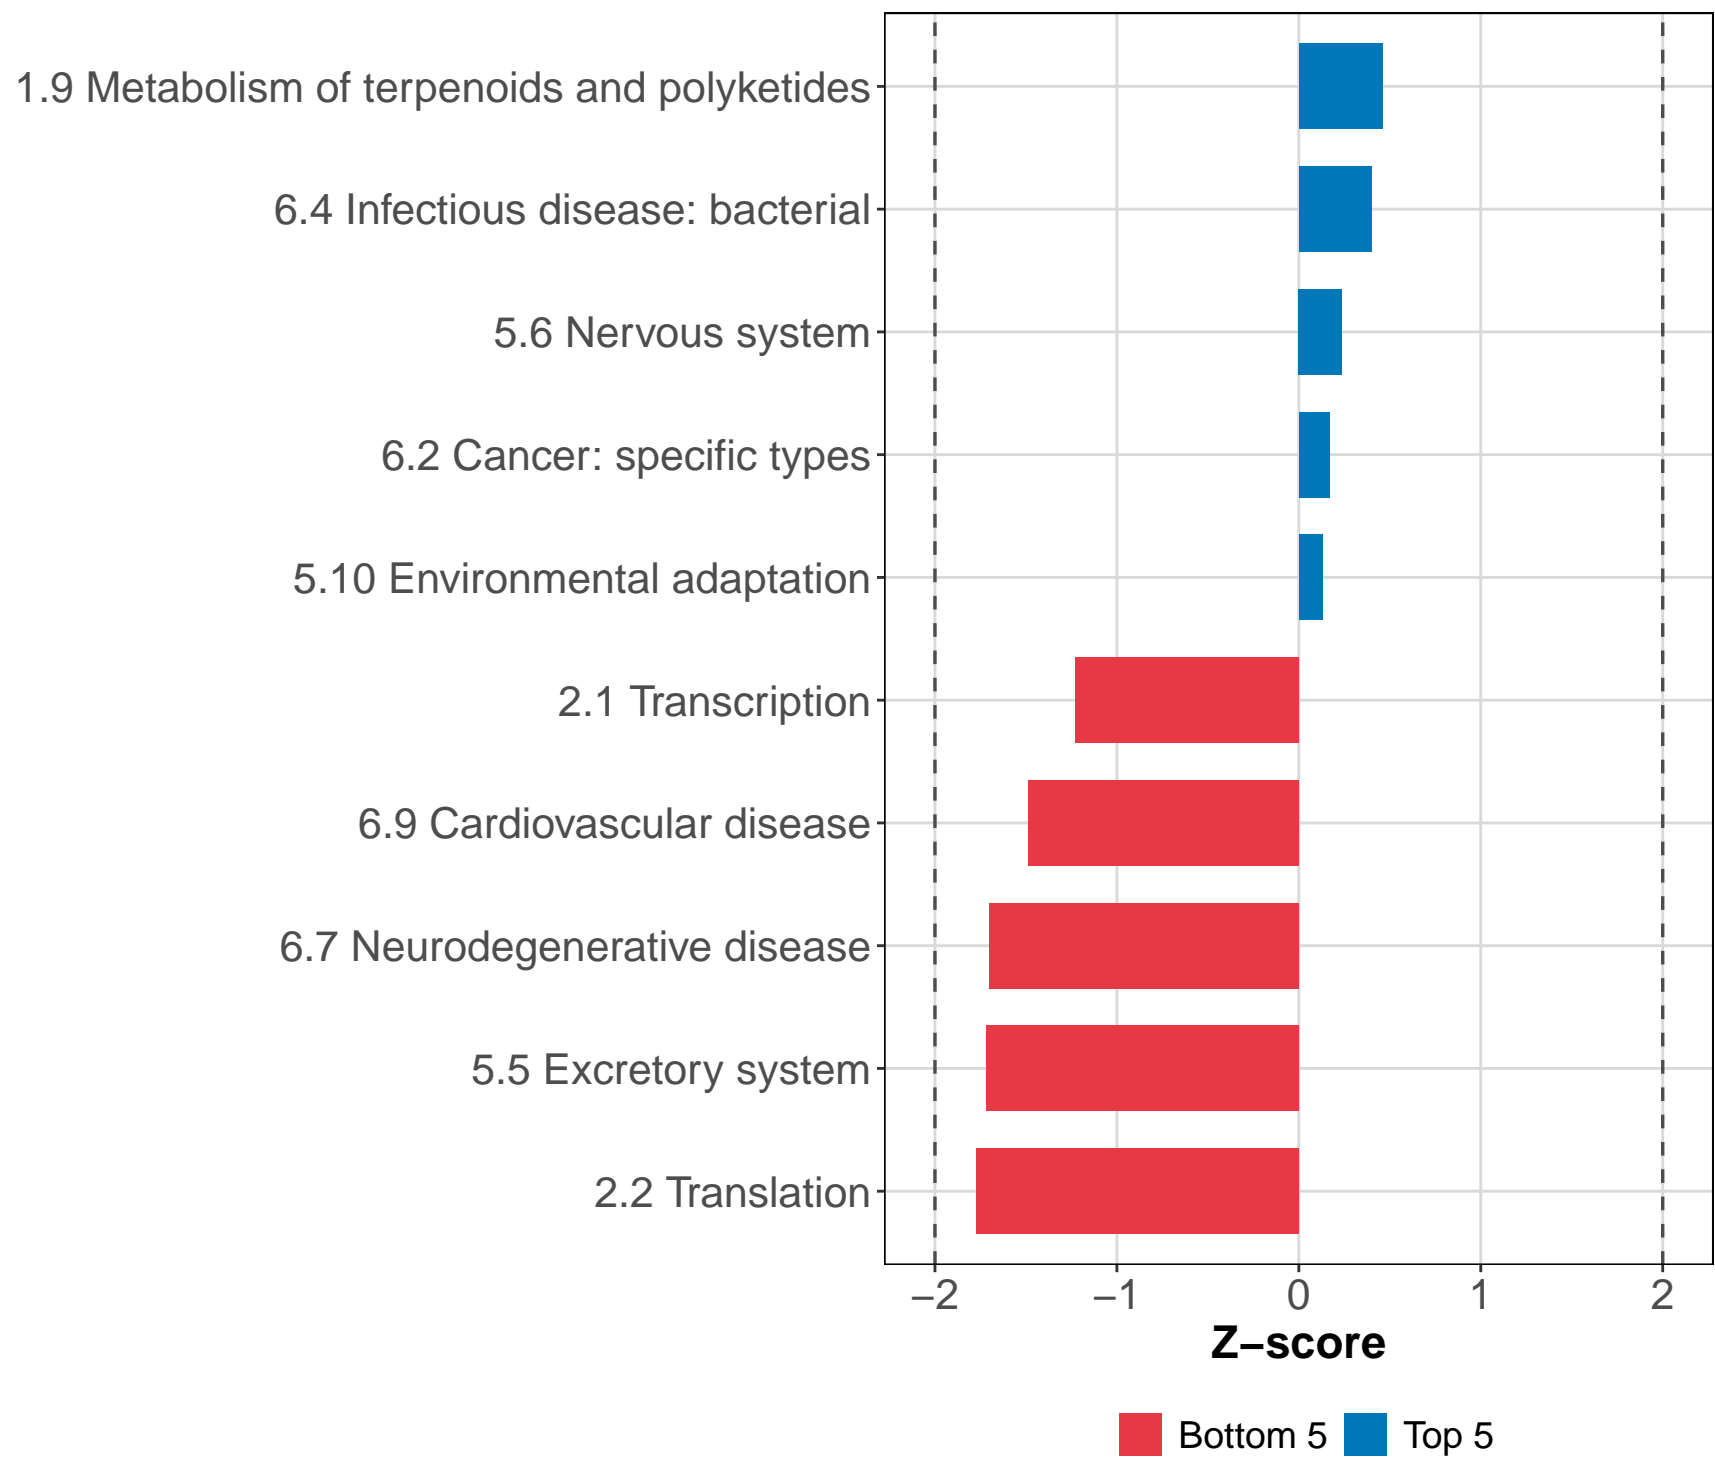 1.9 Metabolism of terpenoids and polyketides
6.4 Infectious disease: bacterial
5.6 Nervous system
6.2 Cancer: specific types
5.10 Environmental adaptation
2.1 Transcription
6.9 Cardiovascular disease
6.7 Neurodegenerative disease
5.5 Excretory system
2.2 Translation
−2 −1 0 1 2
Z−score
Bottom 5 Top 5